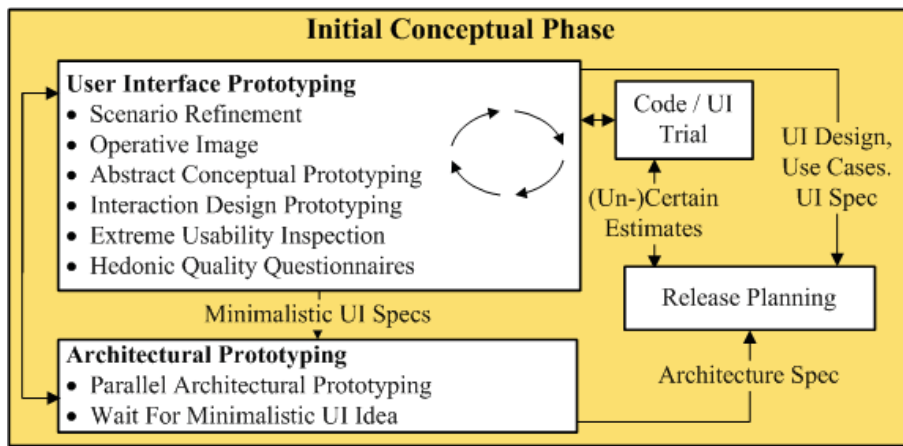 Initial Conceptual Phase
User Interface Prototyping
• Scenario Refinement
• Operative Image
• Abstract Conceptual Prototyping
• Interaction Design Prototyping
• Extreme Usability Inspection
• Hedonic Quality Questionnaires
Code / UI
Trial
UI Design,
Use Cases.
UI Spec
(Un-)Certain
Estimates
Release Planning
Minimalistic UI Specs
Architectural Prototyping
• Parallel Architectural Prototyping
• Wait For Minimalistic UI Idea
Architecture Spec